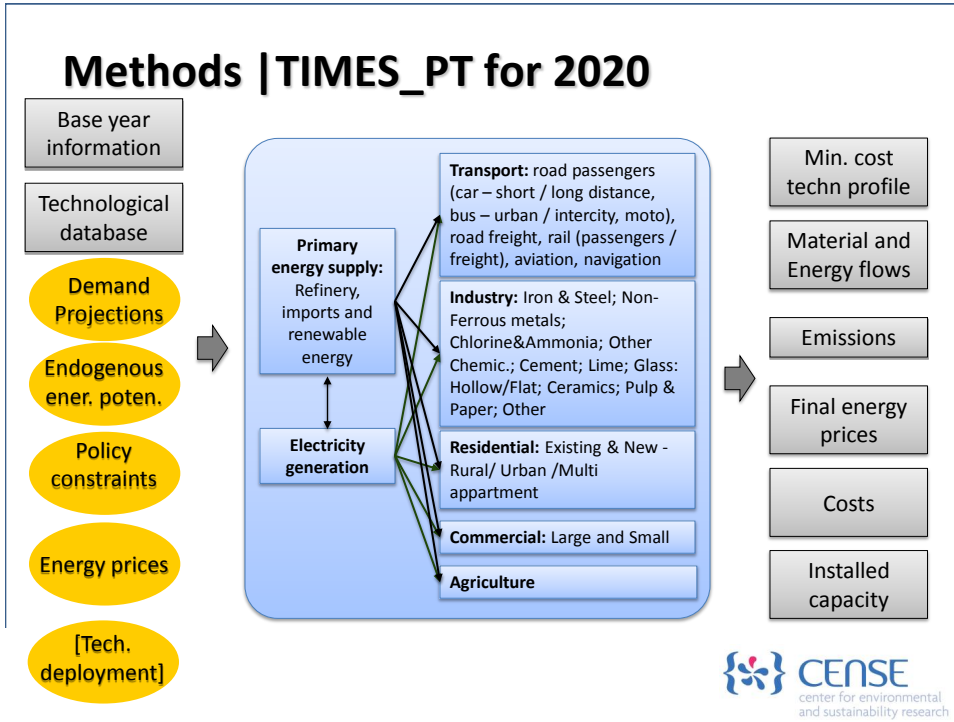 Methods |TIMES_PT for 2020
Base year
information
Technological
database
Demand
Projections
Endogenous
ener. poten.
Policy
constraints
Energy prices
[Tech.
deployment]
Primary
energy supply:
Refinery,
imports and
renewable
energy
Electricity
generation
Transport: road passengers
(car – short / long distance,
bus – urban / intercity, moto),
road freight, rail (passengers /
freight), aviation, navigation
Industry: Iron & Steel; Non-
Ferrous metals;
Chlorine&Ammonia; Other
Chemic.; Cement; Lime; Glass:
Hollow/Flat; Ceramics; Pulp &
Paper; Other
Residential: Existing & New -
Rural/ Urban /Multi
appartment
Commercial: Large and Small
Agriculture
Min. cost
techn profile
Material and
Energy flows
Emissions
Final energy
prices
Costs
Installed
capacity
CENSE
center for environmental
and sustainability research